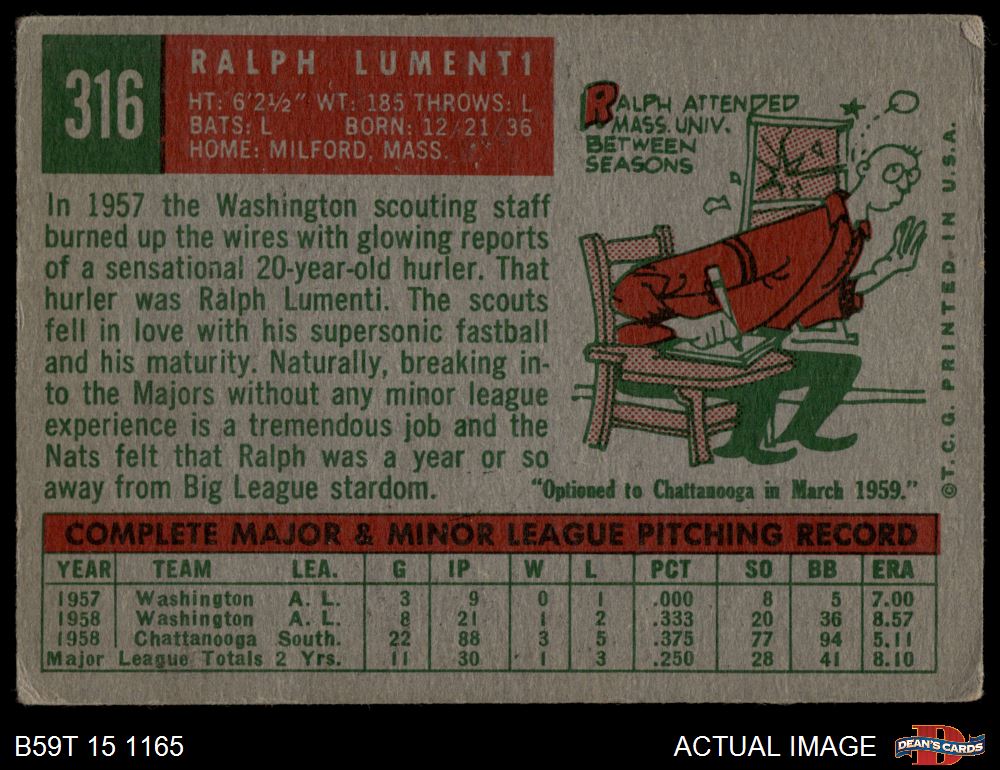 316
RALPH LUMENTI
HT: 6'2½" WT: 185 THROWS: L
BATS: L BORN: 12/21/36
HOME: MILFORD, MASS.
RALPH ATTENDED
MASS. UNIV.
BETWEEN
SEASONS
In 1957 the Washington scouting staff
burned up the wires with glowing reports
of a sensational 20-year-old hurler. That
hurler was Ralph Lumenti. The scouts
fell in love with his supersonic fastball
and his maturity. Naturally, breaking in-
to the Majors without any minor league
experience is a tremendous job and the
Nats felt that Ralph was a year or so
away from Big League stardom.
"Optioned to Chattanooga in March 1959."
©T.C.G. PRINTED IN U.S.A.
COMPLETE MAJOR & MINOR LEAGUE PITCHING RECORD
YEAR TEAM LEA. G IP W L PCT SO BB ERA
1957 Washington A. L. 3 9 0 1 .000 8 5 7.00
1958 Washington A. L. 8 21 1 2 .333 20 36 8.57
1958 Chattanooga South. 22 88 3 5 .375 77 94 5.11
Major League Totals 2 Yrs. 11 30 1 3 .250 28 41 8.10
B59T 15 1165
ACTUAL IMAGE
D
DEAN'S CARDS